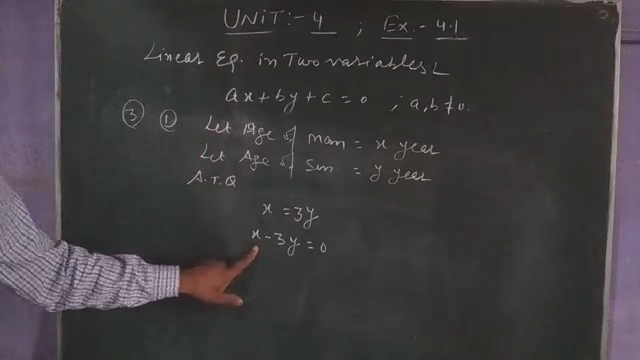 UNIT:- 4 ; Ex:- 4.1
Linear Eq. in Two variables
ax + by + c = 0 ; a, b ≠ 0.
③ ① Let Age of man = x year
Let Age of Son = y year
A.T.Q
x = 3y
x - 3y = 0